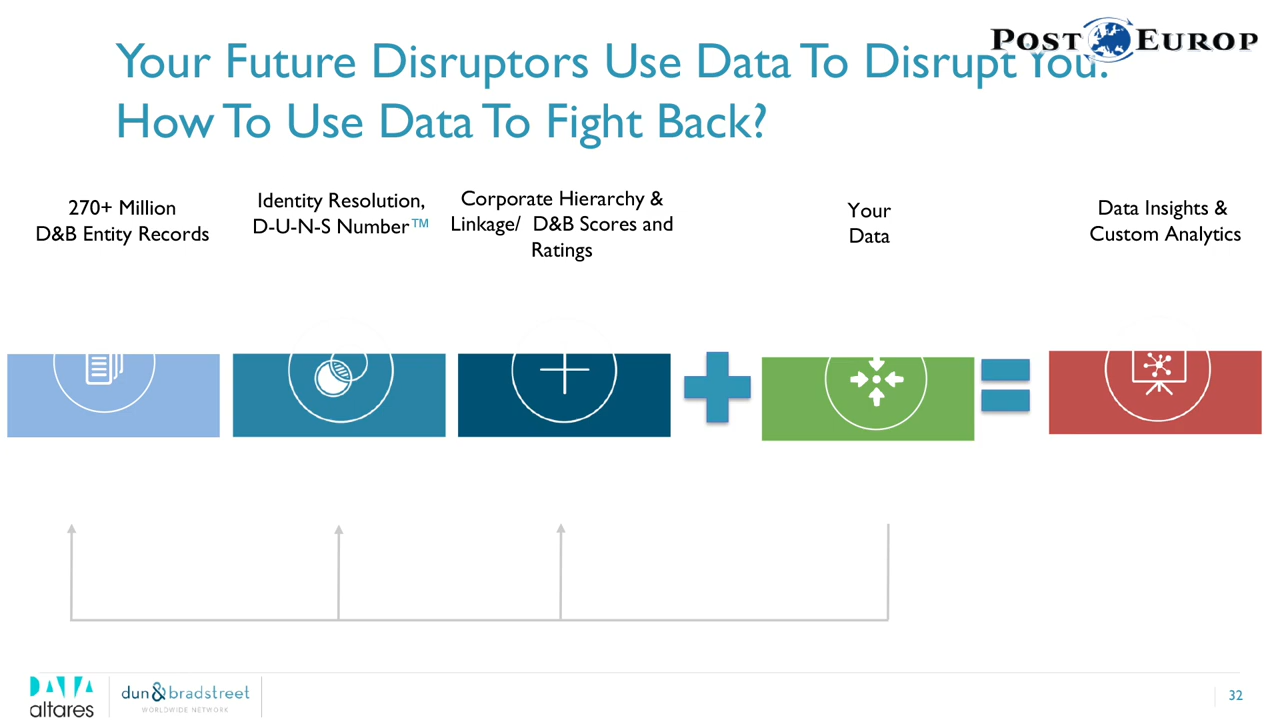 Your Future Disruptors Use Data To Disrupt You.
How To Use Data To Fight Back?
POST EUROP
270+ Million
D&B Entity Records
Identity Resolution,
D-U-N-S Number™
Corporate Hierarchy &
Linkage/ D&B Scores and
Ratings
Your
Data
Data Insights &
Custom Analytics
DATA
altares
dun & bradstreet
WORLDWIDE NETWORK
32